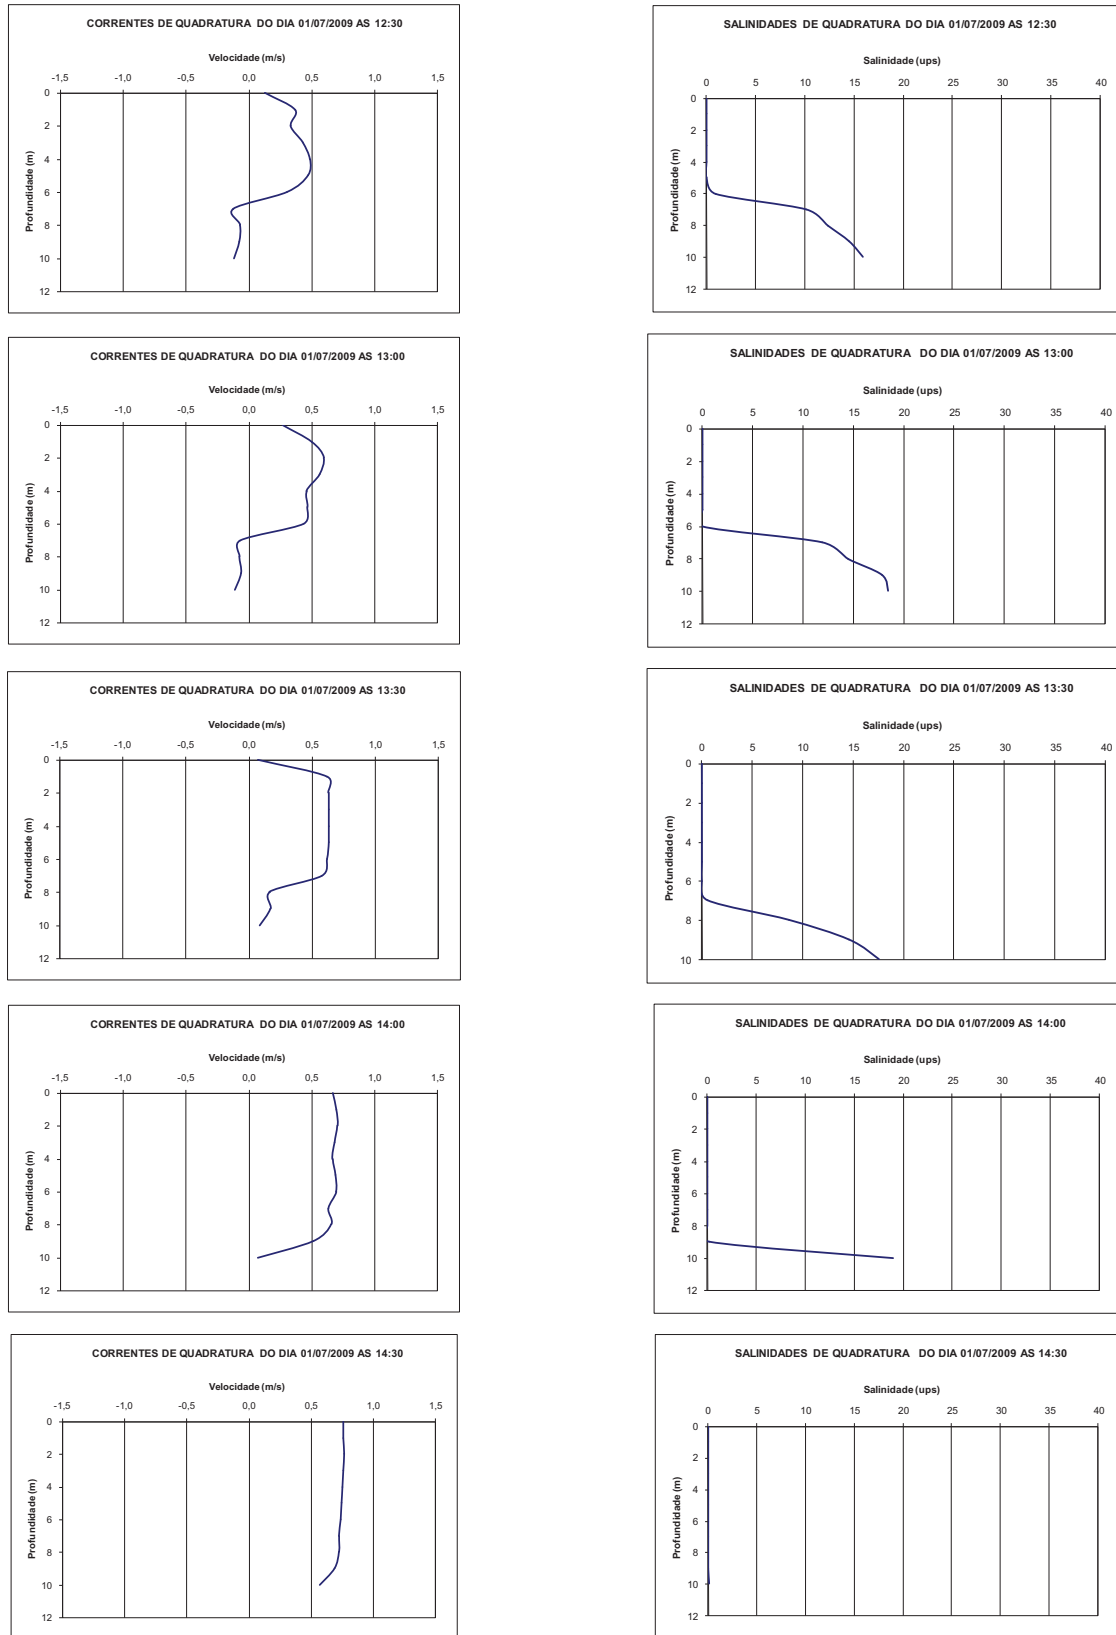 CORRENTES DE QUADRATURA DO DIA 01/07/2009 AS 12:30
Velocidade (m/s)
-1,5 -1,0 -0,5 0,0 0,5 1,0 1,5
0
2
4
6
8
10
12
Profundidade (m)
SALINIDADES DE QUADRATURA DO DIA 01/07/2009 AS 12:30
Salinidade (ups)
0 5 10 15 20 25 30 35 40
0
2
4
6
8
10
12
Profundidade (m)
CORRENTES DE QUADRATURA DO DIA 01/07/2009 AS 13:00
Velocidade (m/s)
-1,5 -1,0 -0,5 0,0 0,5 1,0 1,5
0
2
4
6
8
10
12
Profundidade (m)
SALINIDADES DE QUADRATURA DO DIA 01/07/2009 AS 13:00
Salinidade (ups)
0 5 10 15 20 25 30 35 40
0
2
4
6
8
10
12
Profundidade (m)
CORRENTES DE QUADRATURA DO DIA 01/07/2009 AS 13:30
Velocidade (m/s)
-1,5 -1,0 -0,5 0,0 0,5 1,0 1,5
0
2
4
6
8
10
12
Profundidade (m)
SALINIDADES DE QUADRATURA DO DIA 01/07/2009 AS 13:30
Salinidade (ups)
0 5 10 15 20 25 30 35 40
0
2
4
6
8
10
Profundidade (m)
CORRENTES DE QUADRATURA DO DIA 01/07/2009 AS 14:00
Velocidade (m/s)
-1,5 -1,0 -0,5 0,0 0,5 1,0 1,5
0
2
4
6
8
10
12
Profundidade (m)
SALINIDADES DE QUADRATURA DO DIA 01/07/2009 AS 14:00
Salinidade (ups)
0 5 10 15 20 25 30 35 40
0
2
4
6
8
10
12
Profundidade (m)
CORRENTES DE QUADRATURA DO DIA 01/07/2009 AS 14:30
Velocidade (m/s)
-1,5 -1,0 -0,5 0,0 0,5 1,0 1,5
0
2
4
6
8
10
12
Profundidade (m)
SALINIDADES DE QUADRATURA DO DIA 01/07/2009 AS 14:30
Salinidade (ups)
0 5 10 15 20 25 30 35 40
0
2
4
6
8
10
12
Profundidade (m)